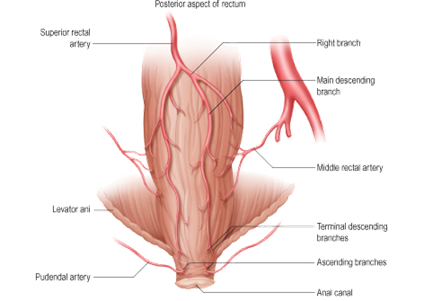 Posterior aspect of rectum
Superior rectal
artery
Right branch
Main descending
branch
Middle rectal artery
Levator ani
Terminal descending
branches
Ascending branches
Pudendal artery
Anal canal